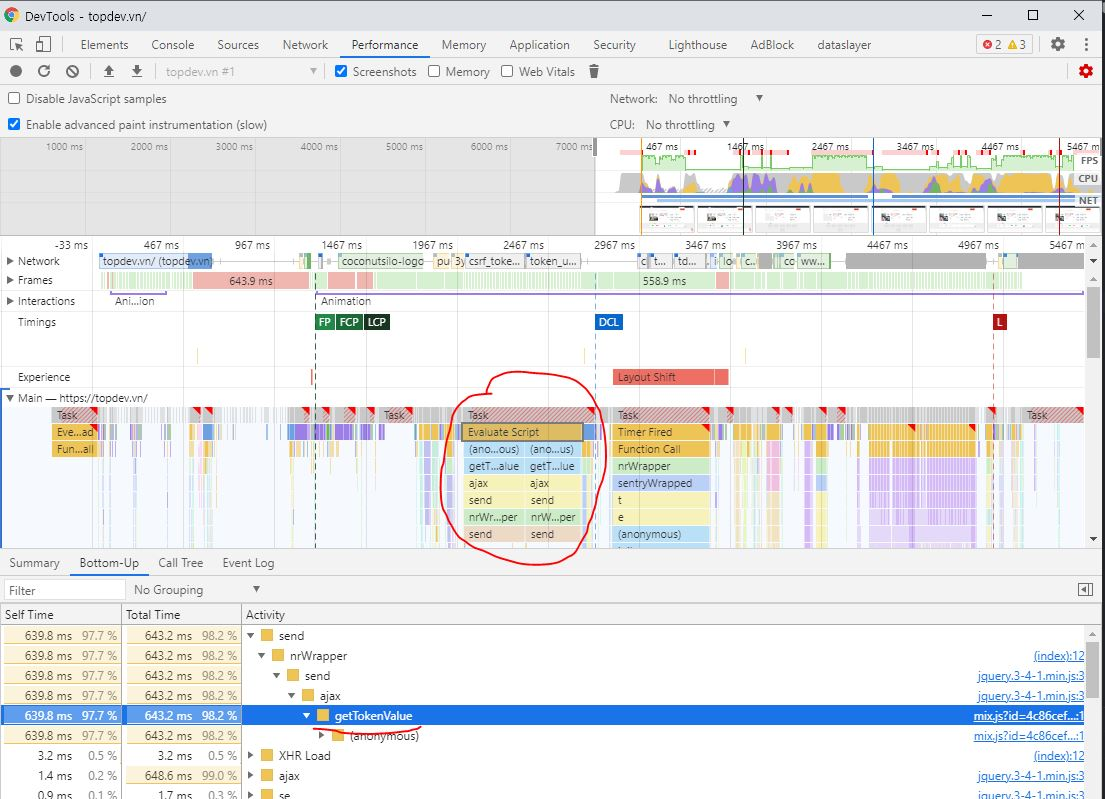 DevTools - topdev.vn/
Elements Console Sources Network Performance Memory Application Security Lighthouse AdBlock dataslayer 2 3
topdev.vn #1 Screenshots Memory Web Vitals
Disable JavaScript samples Network: No throttling
Enable advanced paint instrumentation (slow) CPU: No throttling
1000 ms 2000 ms 3000 ms 4000 ms 5000 ms 6000 ms 7000 ms 467 ms 1467 ms 2467 ms 3467 ms 4467 ms 5467 ms
FPS
CPU
NET
-33 ms 467 ms 967 ms 1467 ms 1967 ms 2467 ms 2967 ms 3467 ms 3967 ms 4467 ms 4967 ms 5467 m
Network topdev.vn/ (topdev.vn) coconutsilo-logo pu 3y csrf_toke... token_u... c t... td... i lo c... co ww...
Frames 643.9 ms 558.9 ms
Interactions Ani...ion Animation
Timings FP FCP LCP DCL L
Experience Layout Shift
Main — https://topdev.vn/
Task Task Task Task Task
Eve...ad Evaluate Script Timer Fired
Fun...all (ano...ous) (ano...us) Function Call
getT...alue getT...lue nrWrapper
ajax ajax sentryWrapped
send send t
nrWr...per nrW...per e
send send (anonymous)
Summary Bottom-Up Call Tree Event Log
Filter No Grouping
Self Time Total Time Activity
639.8 ms 97.7 % 643.2 ms 98.2 % send
639.8 ms 97.7 % 643.2 ms 98.2 % nrWrapper (index):12
639.8 ms 97.7 % 643.2 ms 98.2 % send jquery.3-4-1.min.js:3
639.8 ms 97.7 % 643.2 ms 98.2 % ajax jquery.3-4-1.min.js:3
639.8 ms 97.7 % 643.2 ms 98.2 % getTokenValue mix.js?id=4c86cef...:1
639.8 ms 97.7 % 643.2 ms 98.2 % (anonymous) mix.js?id=4c86cef...:1
3.2 ms 0.5 % 3.2 ms 0.5 % XHR Load (index):12
1.4 ms 0.2 % 648.6 ms 99.0 % ajax jquery.3-4-1.min.js:3
0.9 ms 0.1 % 1.7 ms 0.3 % se jquery.3-4-1.min.js:3